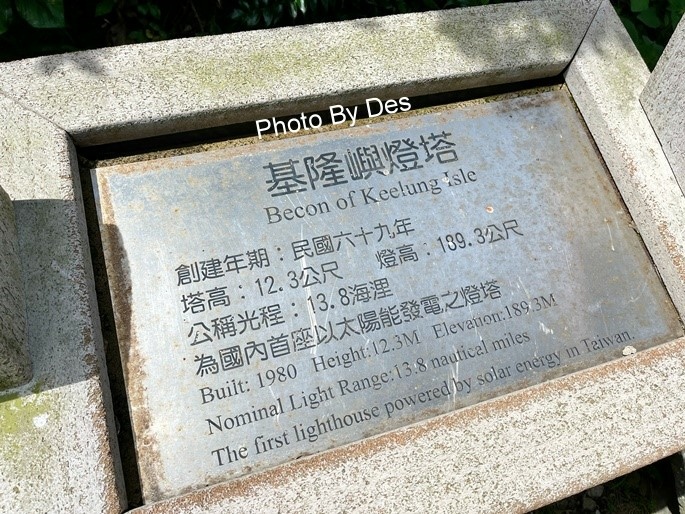 Photo By Des
基隆嶼燈塔
Becon of Keelung Isle
創建年期：民國六十九年
塔高：12.3公尺 燈高：189.3公尺
公稱光程：13.8海浬
為國內首座以太陽能發電之燈塔
Built: 1980 Height:12.3M Elevation:189.3M
Nominal Light Range:13.8 nautical miles
The first lighthouse powered by solar energy in Taiwan.